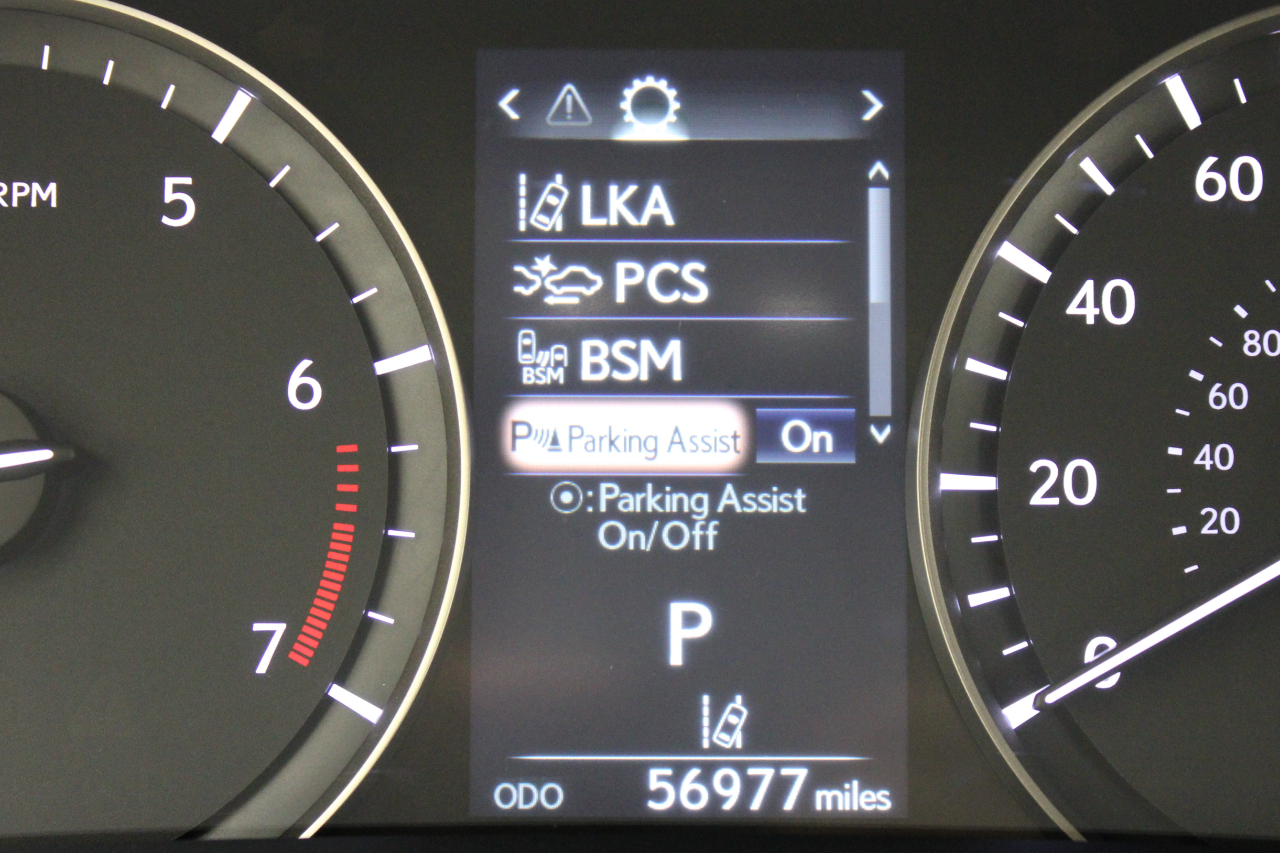 RPM
5
6
7
LKA
PCS
BSM
BSM
P Parking Assist On
: Parking Assist
On/Off
P
ODO 56977 miles
60
40
20
0
80
60
40
20